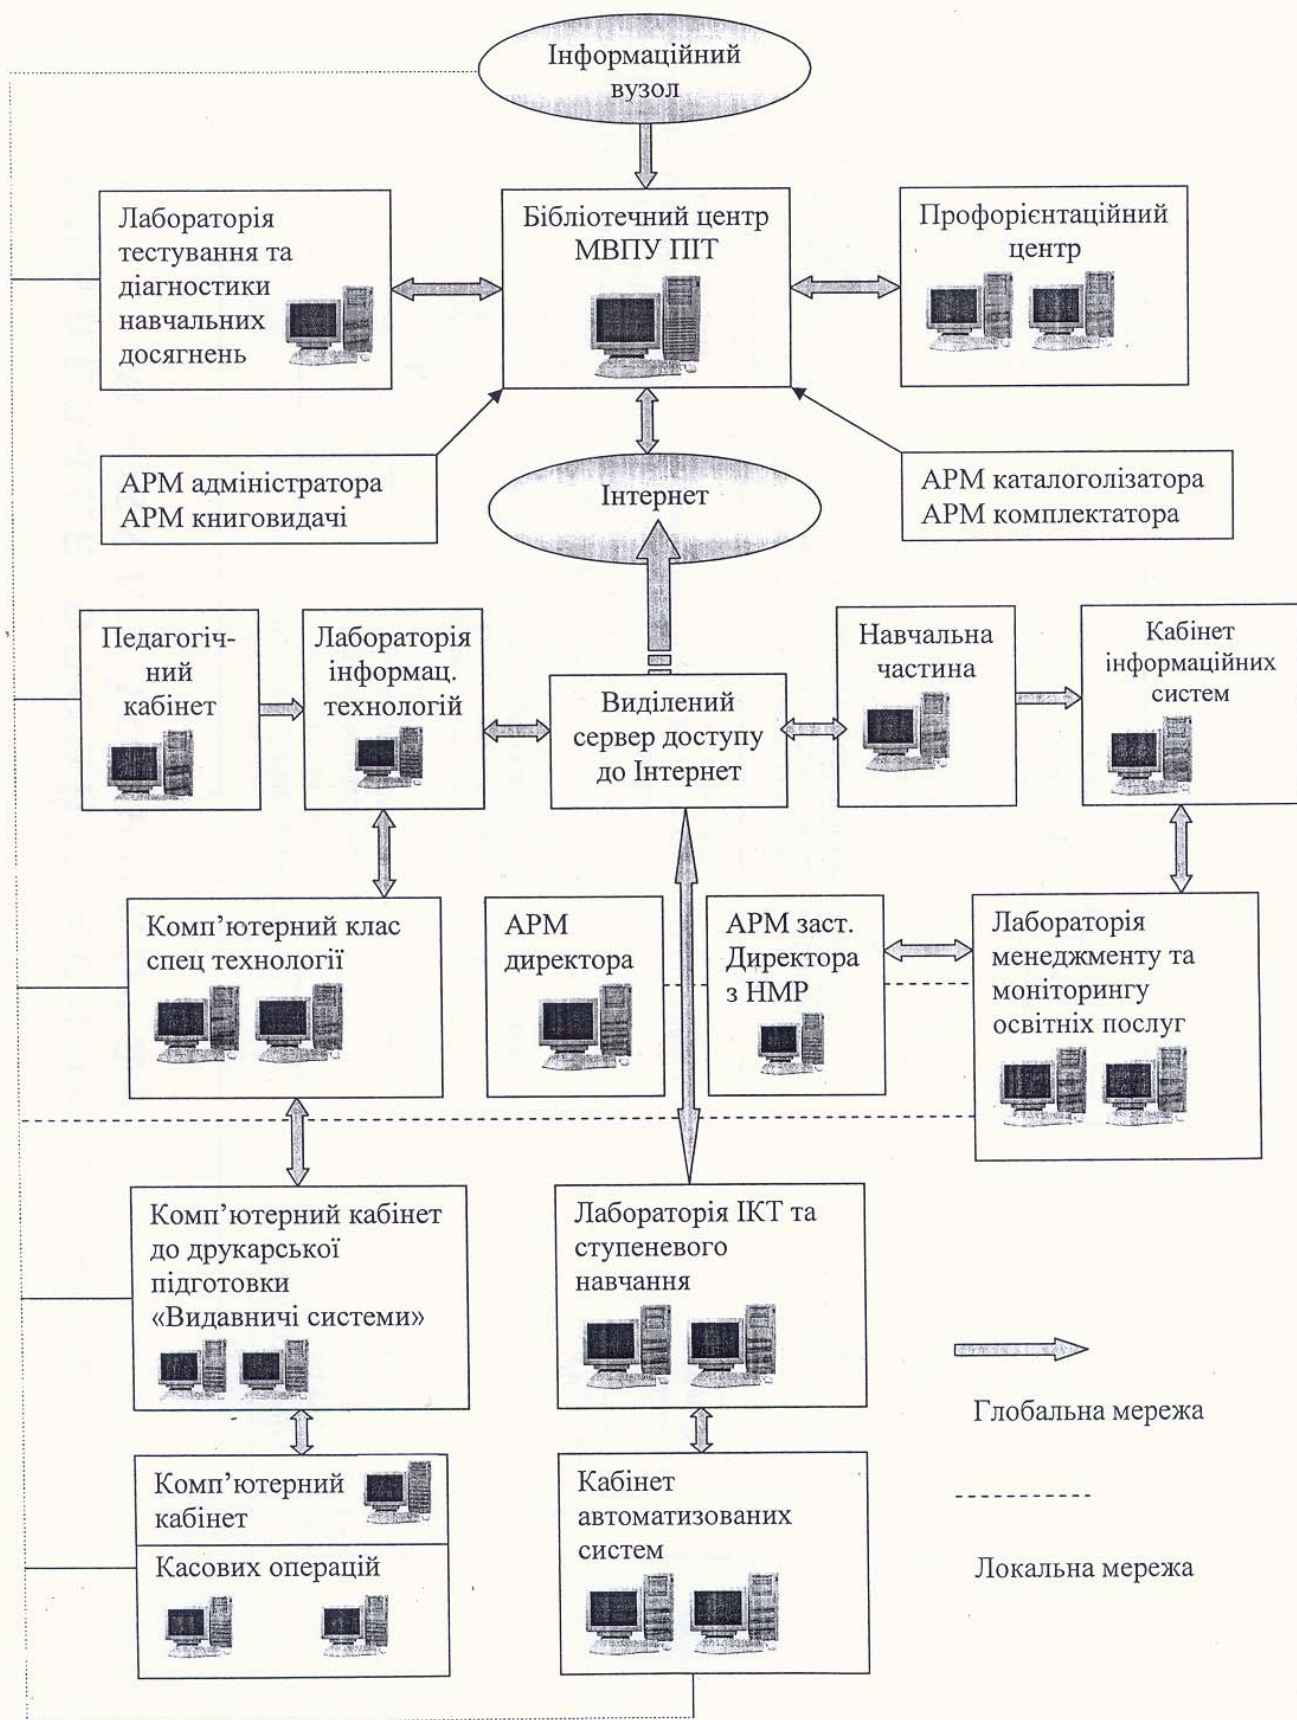 Інформаційний
вузол
Лабораторія
тестування та
діагностики
навчальних
досягнень
Бібліотечний центр
МВПУ ПІТ
Профорієнтаційний
центр
АРМ адміністратора
АРМ книговидачі
Інтернет
АРМ каталоголізатора
АРМ комплектатора
Педагогіч-
ний
кабінет
Лабораторія
інформац.
технологій
Виділений
сервер доступу
до Інтернет
Навчальна
частина
Кабінет
інформаційних
систем
Комп’ютерний клас
спец технології
АРМ
директора
АРМ заст.
Директора
з НМР
Лабораторія
менеджменту та
моніторингу
освітніх послуг
Комп’ютерний кабінет
до друкарської
підготовки
«Видавничі системи»
Лабораторія ІКТ та
ступеневого
навчання
Глобальна мережа
Комп’ютерний
кабінет
Касових операцій
Кабінет
автоматизованих
систем
Локальна мережа